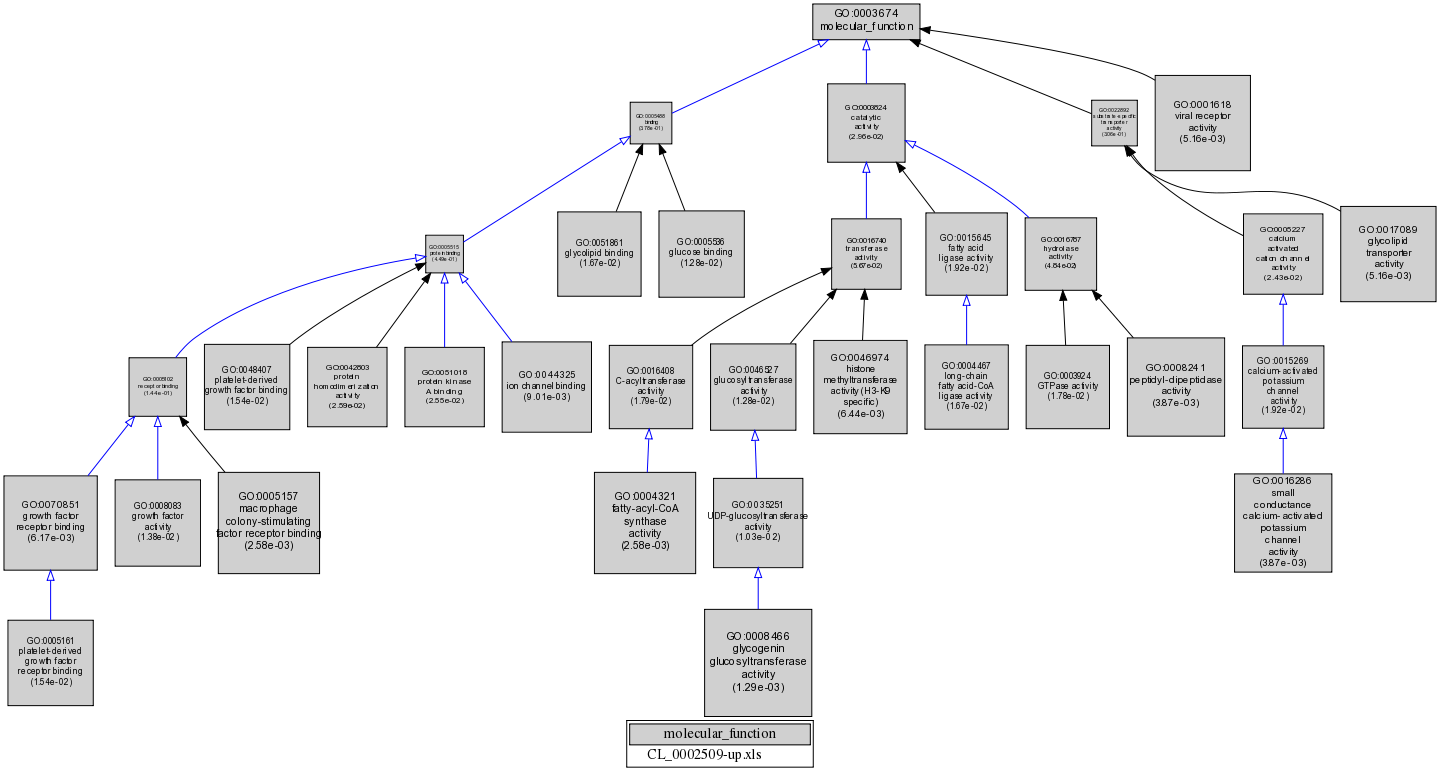 GO:0003674
molecular_function
GO:0001618
viral receptor
activity
(5.16e-03)
GO:0003824
catalytic
activity
(2.96e-02)
GO:0005488
binding
(3.78e-01)
GO:0022892
substrate-specific
transporter
activity
(3.06e-01)
GO:0051861
glycolipid binding
(1.67e-02)
GO:0005536
glucose binding
(1.28e-02)
GO:0016740
transferase
activity
(5.67e-02)
GO:0015645
fatty acid
ligase activity
(1.92e-02)
GO:0016787
hydrolase
activity
(4.84e-02)
GO:0005227
calcium
activated
cation channel
activity
(2.43e-02)
GO:0017089
glycolipid
transporter
activity
(5.16e-03)
GO:0005515
protein binding
(4.49e-01)
GO:0005102
receptor binding
(1.44e-01)
GO:0048407
platelet-derived
growth factor binding
(1.54e-02)
GO:0042803
protein
homodimerization
activity
(2.59e-02)
GO:0051018
protein kinase
A binding
(2.55e-02)
GO:0044325
ion channel binding
(9.01e-03)
GO:0016408
C-acyltransferase
activity
(1.79e-02)
GO:0046527
glucosyltransferase
activity
(1.28e-02)
GO:0046974
histone
methyltransferase
activity (H3-K9
specific)
(6.44e-03)
GO:0004467
long-chain
fatty acid-CoA
ligase activity
(1.67e-02)
GO:0003924
GTPase activity
(1.78e-02)
GO:0008241
peptidyl-dipeptidase
activity
(3.87e-03)
GO:0015269
calcium-activated
potassium
channel
activity
(1.92e-02)
GO:0070851
growth factor
receptor binding
(6.17e-03)
GO:0008083
growth factor
activity
(1.38e-02)
GO:0005157
macrophage
colony-stimulating
factor receptor binding
(2.58e-03)
GO:0004321
fatty-acyl-CoA
synthase
activity
(2.58e-03)
GO:0035251
UDP-glucosyltransferase
activity
(1.03e-02)
GO:0016286
small
conductance
calcium-activated
potassium
channel
activity
(3.87e-03)
GO:0005161
platelet-derived
growth factor
receptor binding
(1.54e-02)
GO:0008466
glycogenin
glucosyltransferase
activity
(1.29e-03)
molecular_function
CL_0002509-up.xls